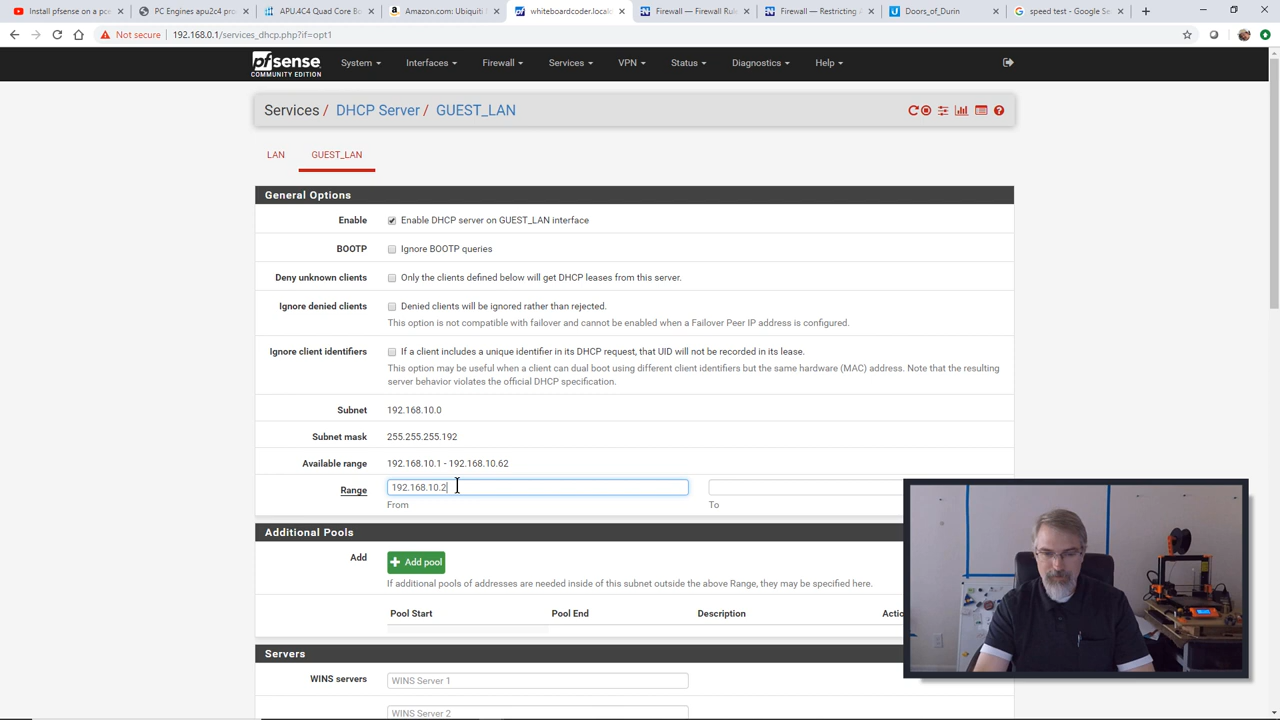 Install pfsense on a pce
PC Engines apu2c4 pro
APU.4C4 Quad Core Bo
Amazon.com: Ubiquiti
whiteboardcoder.localc
Firewall — Firewall Rule
Firewall — Restricting A
Doors_of_Durin
speed test - Google Sea
Not secure
192.168.0.1/services_dhcp.php?if=opt1
pfsense
COMMUNITY EDITION
System
Interfaces
Firewall
Services
VPN
Status
Diagnostics
Help
Services / DHCP Server / GUEST_LAN
LAN
GUEST_LAN
General Options
Enable
Enable DHCP server on GUEST_LAN interface
BOOTP
Ignore BOOTP queries
Deny unknown clients
Only the clients defined below will get DHCP leases from this server.
Ignore denied clients
Denied clients will be ignored rather than rejected.
This option is not compatible with failover and cannot be enabled when a Failover Peer IP address is configured.
Ignore client identifiers
If a client includes a unique identifier in its DHCP request, that UID will not be recorded in its lease.
This option may be useful when a client can dual boot using different client identifiers but the same hardware (MAC) address. Note that the resulting
server behavior violates the official DHCP specification.
Subnet
192.168.10.0
Subnet mask
255.255.255.192
Available range
192.168.10.1 - 192.168.10.62
Range
192.168.10.2
From
To
Additional Pools
Add
Add pool
If additional pools of addresses are needed inside of this subnet outside the above Range, they may be specified here.
Pool Start
Pool End
Description
Actio
Servers
WINS servers
WINS Server 1
WINS Server 2